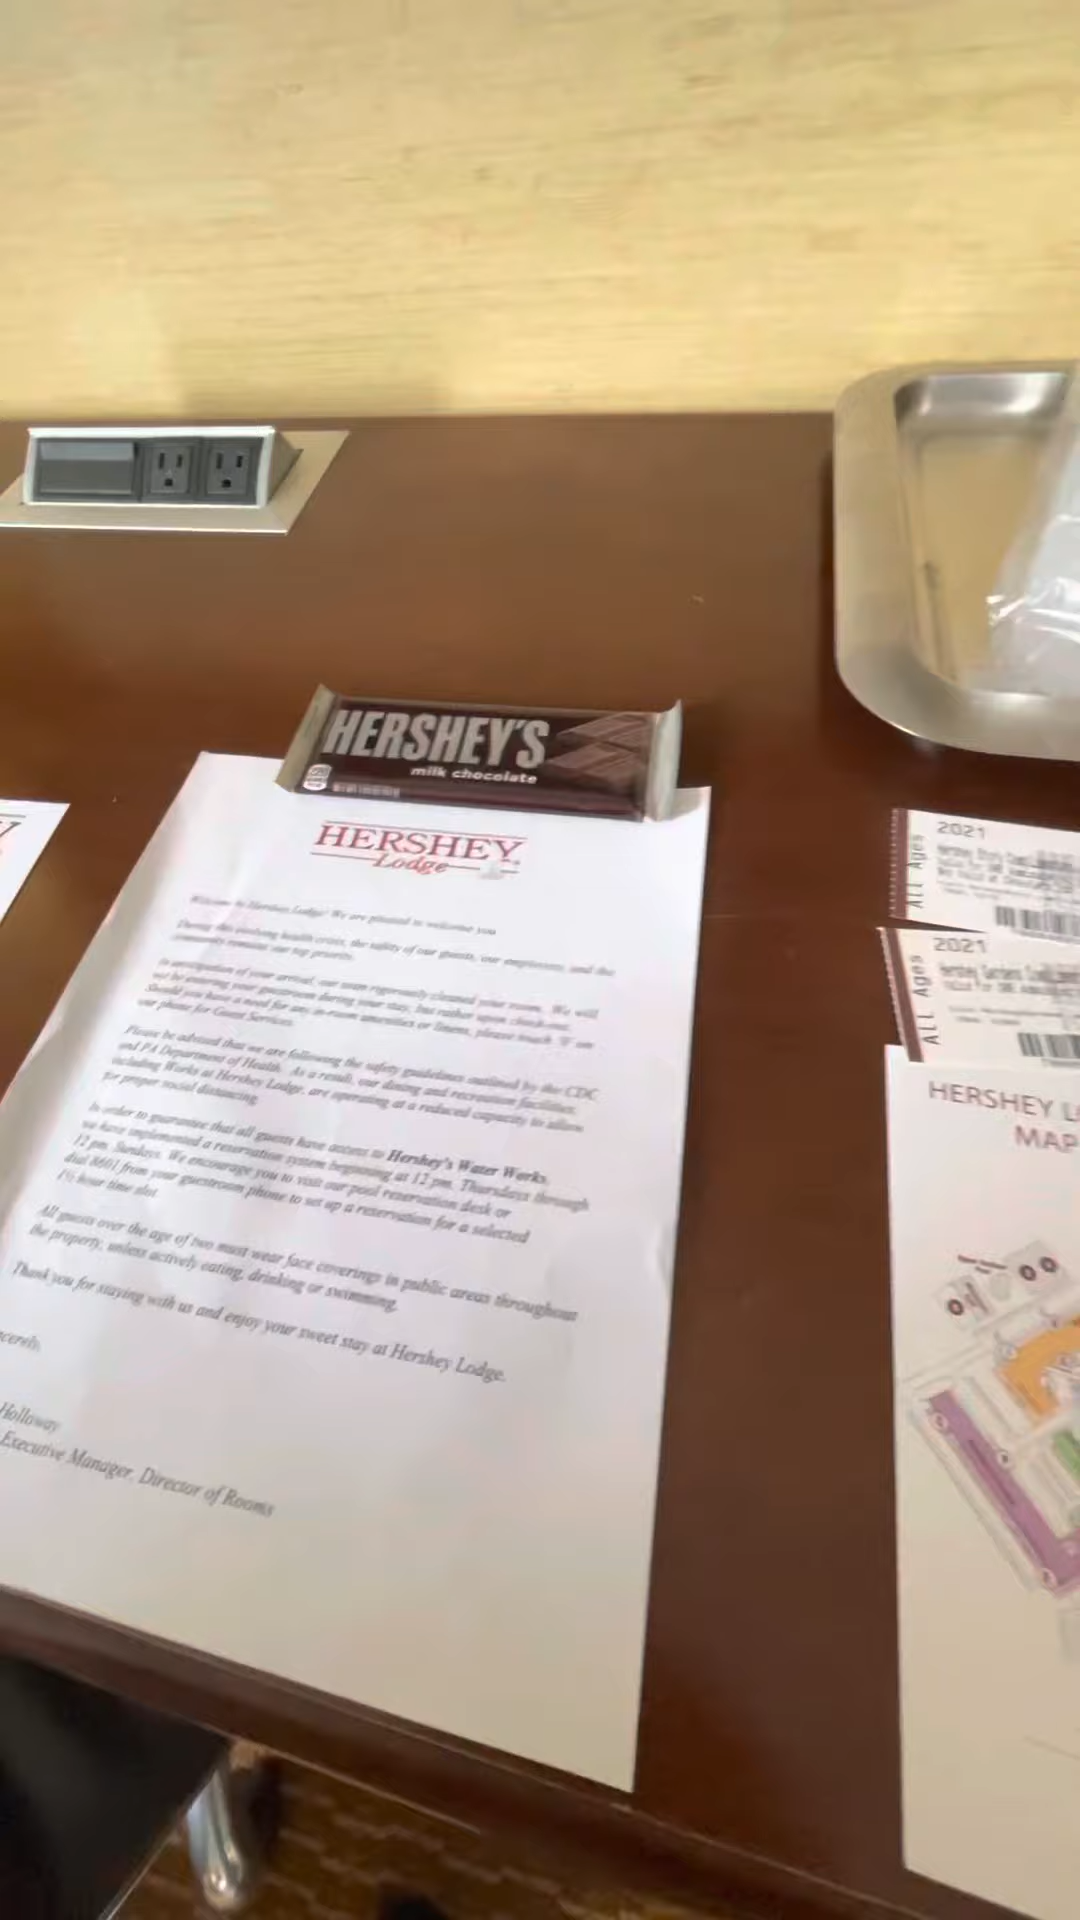 HERSHEY'S
milk chocolate
HERSHEY
Lodge
Welcome to Hershey Lodge! We are pleased to welcome you
During this evolving health crisis, the safety of our guests, our employees, and the
community remains our top priority.
In anticipation of your arrival, our team rigorously cleaned your room. We will
not be entering your guestroom during your stay, but rather upon check-out.
Should you have a need for any in-room amenities or linens, please touch '0' on
our phone for Guest Services.
Please be advised that we are following the safety guidelines outlined by the CDC
and PA Department of Health. As a result, our dining and recreation facilities,
including Works at Hershey Lodge, are operating at a reduced capacity to allow
for proper social distancing.
In order to guarantee that all guests have access to Hershey's Water Works,
we have implemented a reservation system beginning at 12 pm, Thursdays through
12 pm, Sundays. We encourage you to visit our pool reservation desk or
dial 8601 from your guestroom phone to set up a reservation for a selected
1½ hour time slot.
All guests over the age of two must wear face coverings in public areas throughout
the property, unless actively eating, drinking or swimming.
Thank you for staying with us and enjoy your sweet stay at Hershey Lodge.
ncerely,
Holloway
Executive Manager, Director of Rooms
All Ages
2021
All Ages
2021
Hershey Gardens
HERSHEY L
MAP